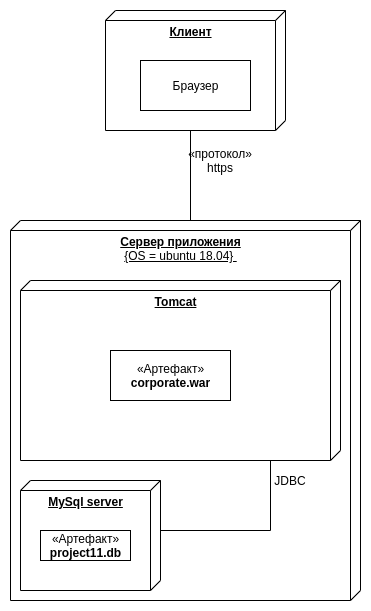 Клиент
Браузер
«протокол»
https
Сервер приложения
{OS = ubuntu 18.04}
Tomcat
«Артефакт»
corporate.war
JDBC
MySql server
«Артефакт»
project11.db